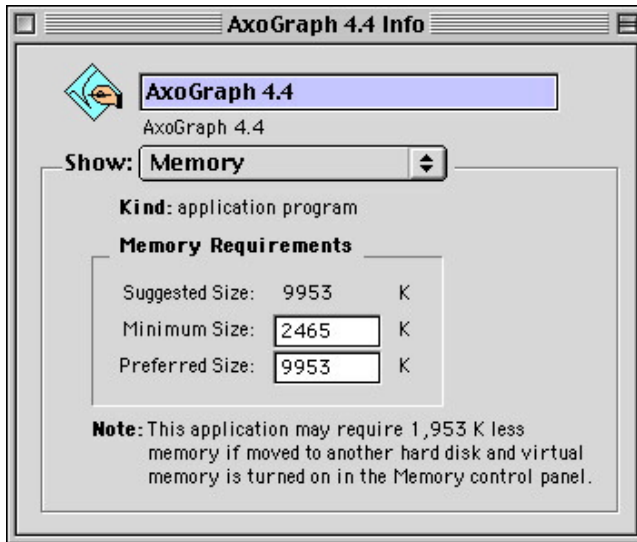 AxoGraph 4.4 Info
AxoGraph 4.4
AxoGraph 4.4
Show: Memory
Kind: application program
Memory Requirements
Suggested Size: 9953 K
Minimum Size: 2465 K
Preferred Size: 9953 K
Note: This application may require 1,953 K less
memory if moved to another hard disk and virtual
memory is turned on in the Memory control panel.